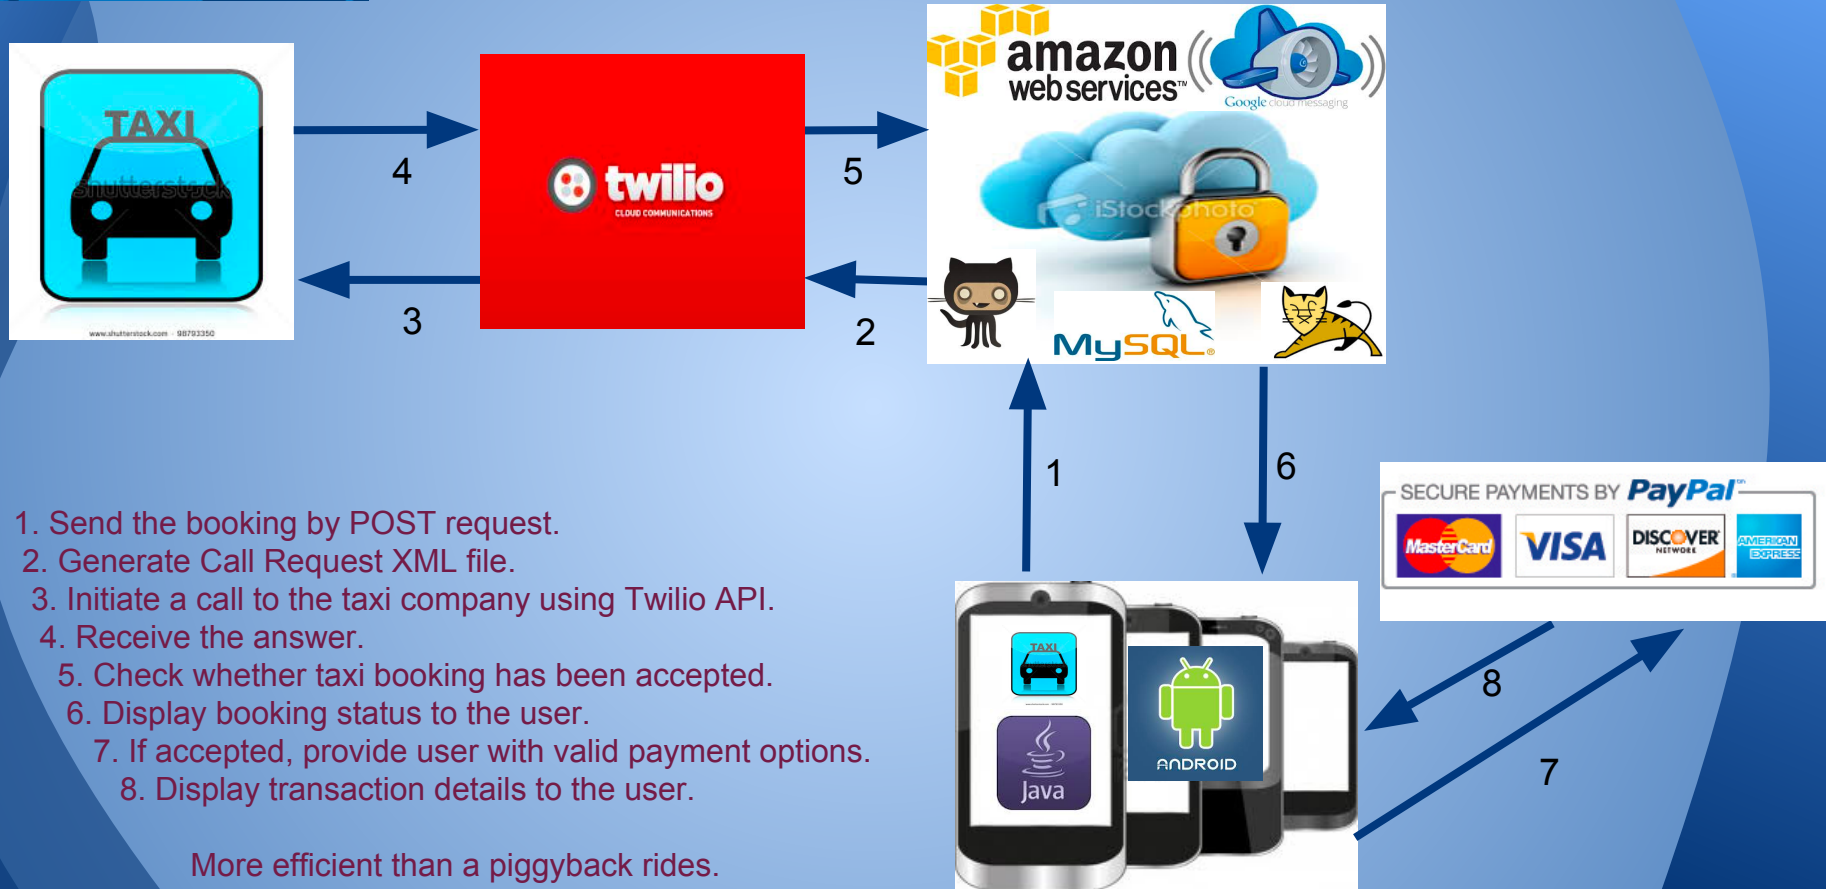 TAXI
shutterstock
www.shutterstock.com · 98793350
4
3
twilio
CLOUD COMMUNICATIONS
5
2
amazon
web services™
Google cloud messaging
iStockphoto
MySQL®
1
6
SECURE PAYMENTS BY PayPal
MasterCard
VISA
DISCOVER
NETWORK
AMERICAN
EXPRESS
8
7
TAXI
Java
ANDROID
1. Send the booking by POST request.
2. Generate Call Request XML file.
3. Initiate a call to the taxi company using Twilio API.
4. Receive the answer.
5. Check whether taxi booking has been accepted.
6. Display booking status to the user.
7. If accepted, provide user with valid payment options.
8. Display transaction details to the user.
More efficient than a piggyback rides.